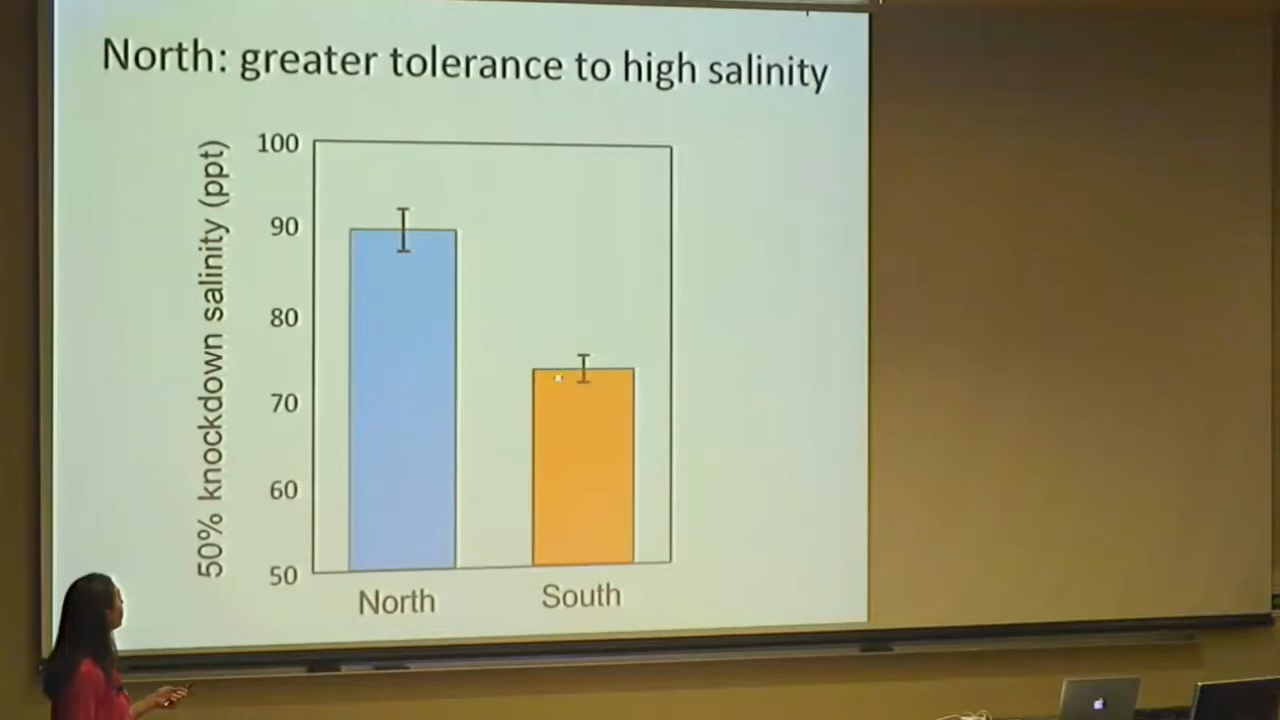 North: greater tolerance to high salinity
50% knockdown salinity (ppt)
100
90
80
70
60
50
North
South